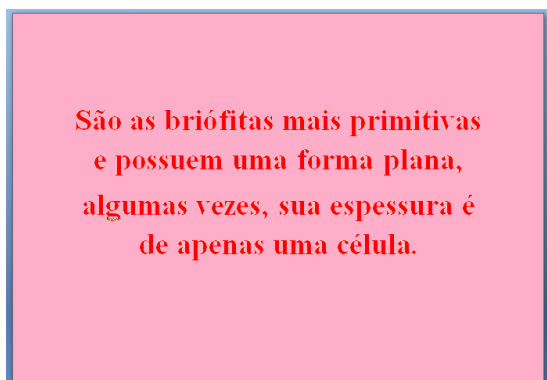 São as briófitas mais primitivas
e possuem uma forma plana,
algumas vezes, sua espessura é
de apenas uma célula.